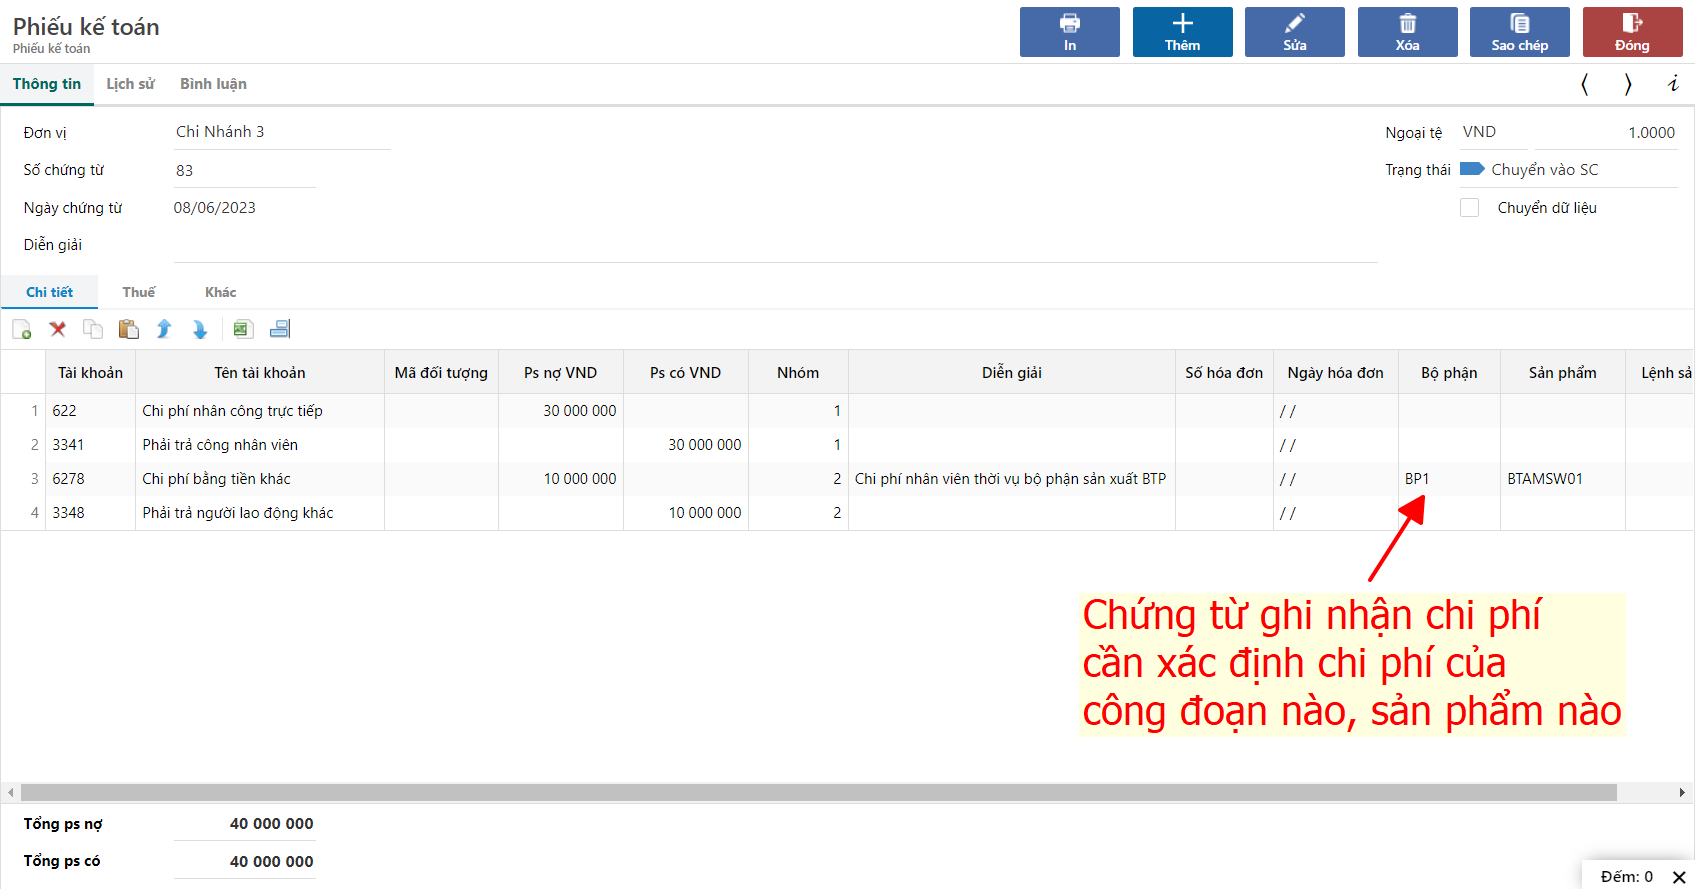 Phiếu kế toán
Phiếu kế toán
In
Thêm
Sửa
Xóa
Sao chép
Đóng
Thông tin
Lịch sử
Bình luận
Đơn vị
Chi Nhánh 3
Ngoại tệ
VND
1.0000
Số chứng từ
83
Trạng thái
Chuyển vào SC
Ngày chứng từ
08/06/2023
Chuyển dữ liệu
Diễn giải
Chi tiết
Thuế
Khác
Tài khoản Tên tài khoản Mã đối tượng Ps nợ VND Ps có VND Nhóm Diễn giải Số hóa đơn Ngày hóa đơn Bộ phận Sản phẩm Lệnh sả
1 622 Chi phí nhân công trực tiếp 30 000 000 1 / /
2 3341 Phải trả công nhân viên 30 000 000 1 / /
3 6278 Chi phí bằng tiền khác 10 000 000 2 Chi phí nhân viên thời vụ bộ phận sản xuất BTP / / BP1 BTAMSW01
4 3348 Phải trả người lao động khác 10 000 000 2 / /
Chứng từ ghi nhận chi phí
cần xác định chi phí của
công đoạn nào, sản phẩm nào
Tổng ps nợ 40 000 000
Tổng ps có 40 000 000
Đếm: 0